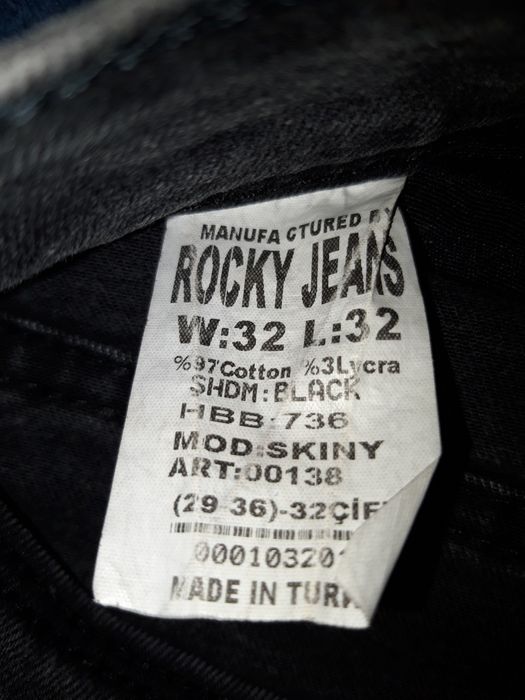 MANUFA CTURED BY
ROCKY JEANS
W:32 L:32
%97Cotton %3Lycra
SHDM:BLACK
HBB:736
MOD:SKINY
ART:00138
(29 36)-32ÇİF
000103201
MADE IN TURK